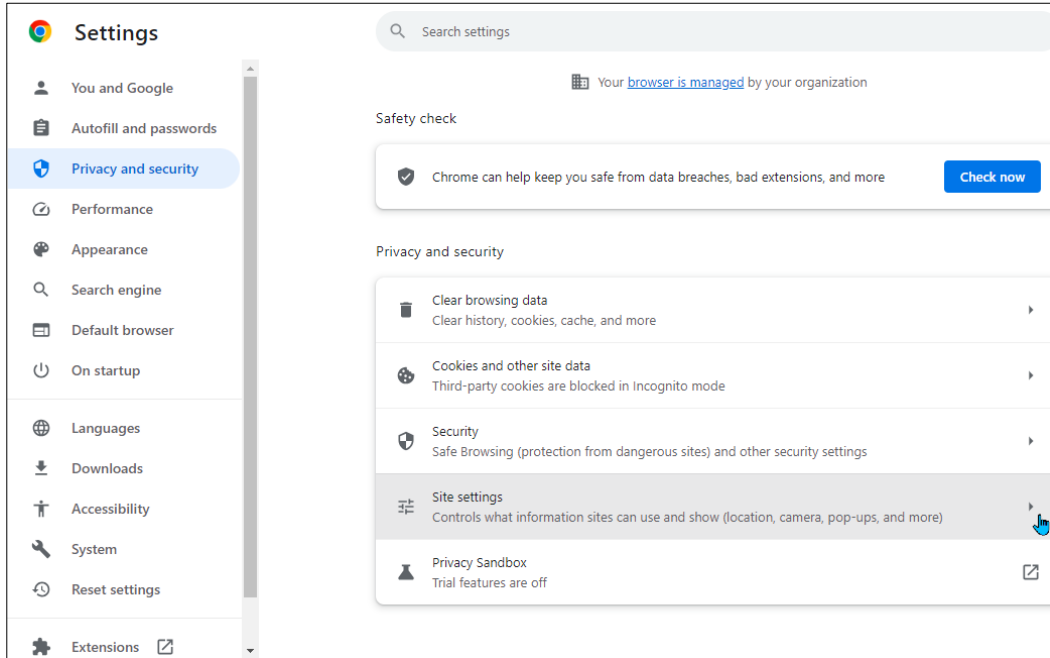 Settings
You and Google
Autofill and passwords
Privacy and security
Performance
Appearance
Search engine
Default browser
On startup
Languages
Downloads
Accessibility
System
Reset settings
Extensions
Search settings
Your browser is managed by your organization
Safety check
Chrome can help keep you safe from data breaches, bad extensions, and more
Check now
Privacy and security
Clear browsing data
Clear history, cookies, cache, and more
Cookies and other site data
Third-party cookies are blocked in Incognito mode
Security
Safe Browsing (protection from dangerous sites) and other security settings
Site settings
Controls what information sites can use and show (location, camera, pop-ups, and more)
Privacy Sandbox
Trial features are off